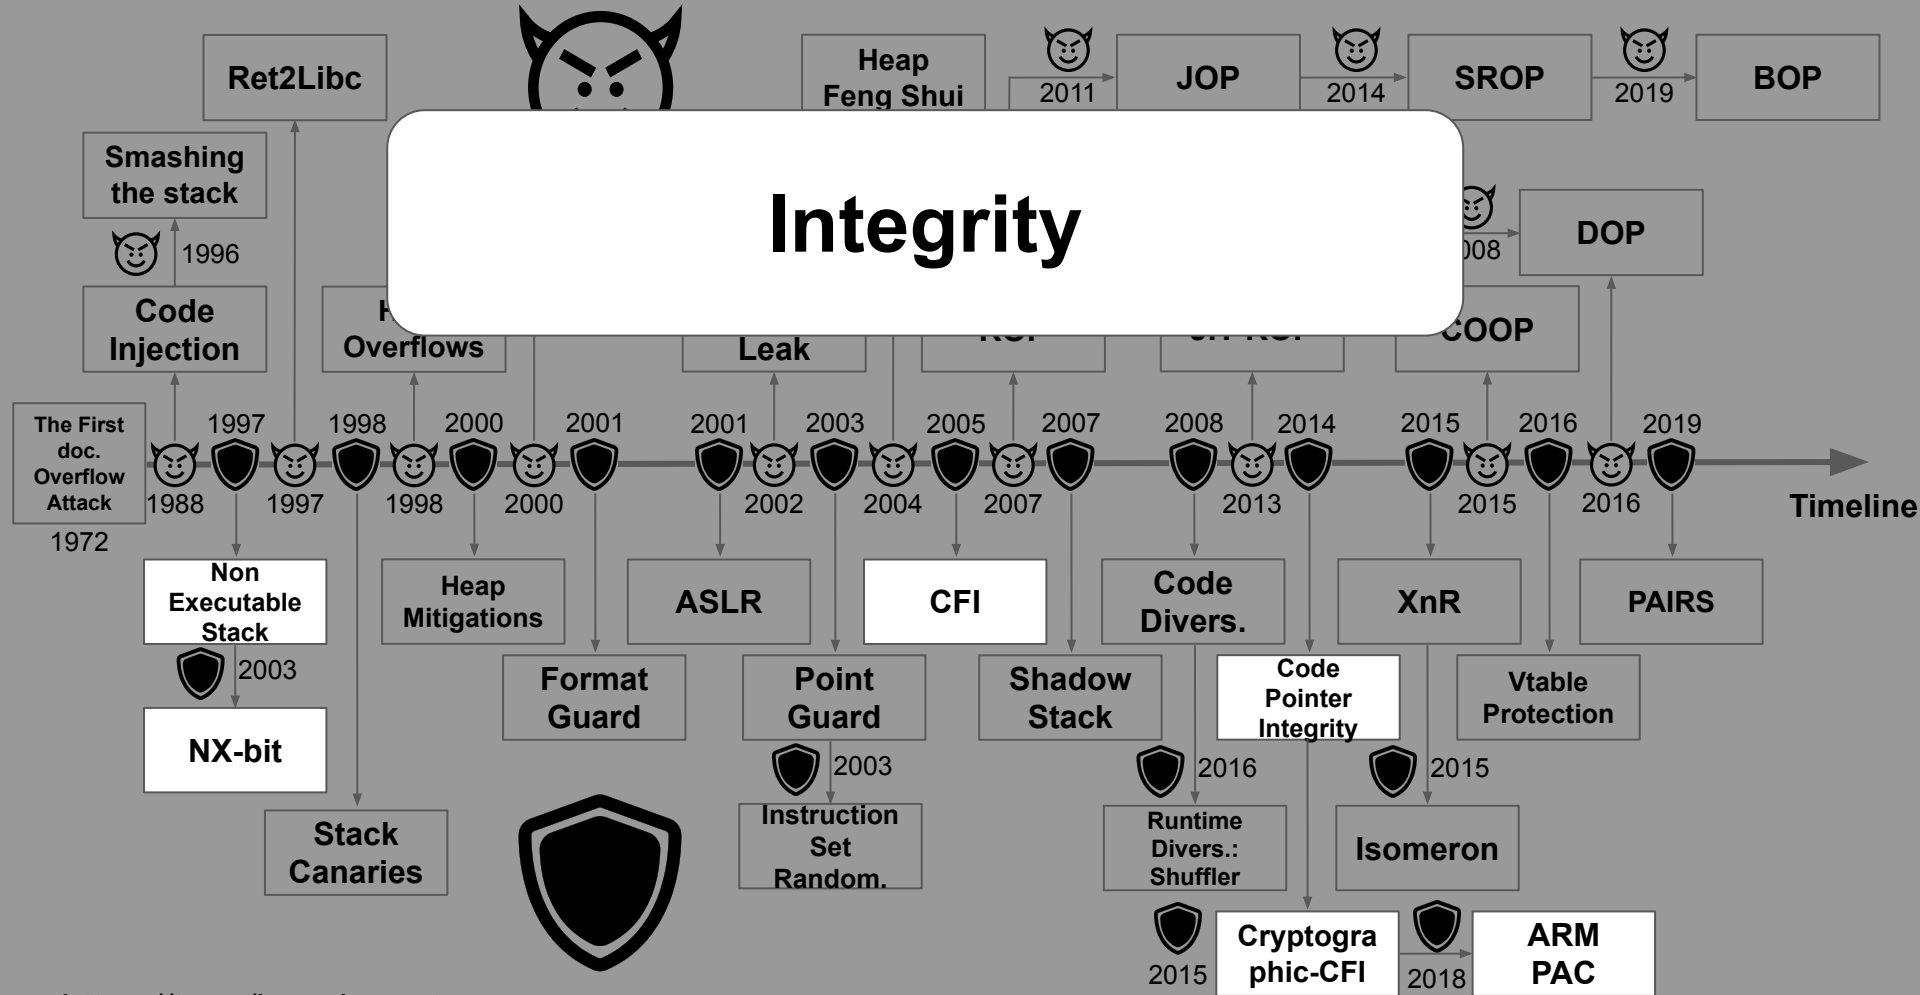 Ret2Libc
Heap
Feng Shui
2011
JOP
2014
SROP
2019
BOP
Smashing
the stack
1996
Integrity
DOP
Code
Injection
Overflows
Leak
COOP
The First
doc.
Overflow
Attack
1972
1997
1998
2000
2001
2001
2003
2005
2007
2008
2014
2015
2016
2019
1988
1997
1998
2000
2002
2004
2007
2013
2015
2016
Timeline
Non
Executable
Stack
2003
NX-bit
Stack
Canaries
Heap
Mitigations
Format
Guard
ASLR
Point
Guard
2003
Instruction
Set
Random.
CFI
Shadow
Stack
Code
Divers.
2016
Runtime
Divers.:
Shuffler
Code
Pointer
Integrity
2015
Cryptogra
phic-CFI
2018
ARM
PAC
XnR
2015
Isomeron
Vtable
Protection
PAIRS